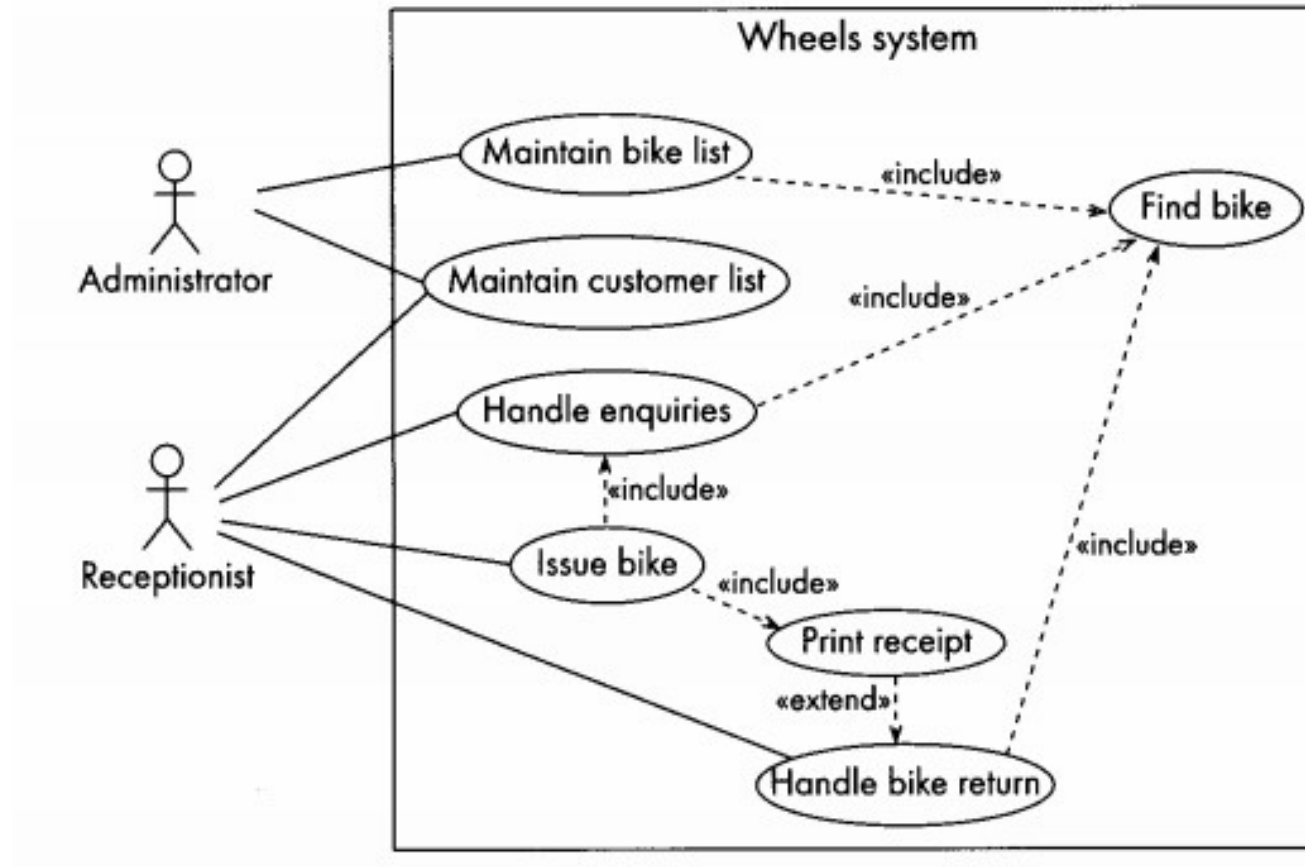 Wheels system
Maintain bike list
«include»
Find bike
Administrator
Maintain customer list
«include»
Handle enquiries
«include»
Receptionist
Issue bike
«include»
«include»
Print receipt
«extend»
Handle bike return